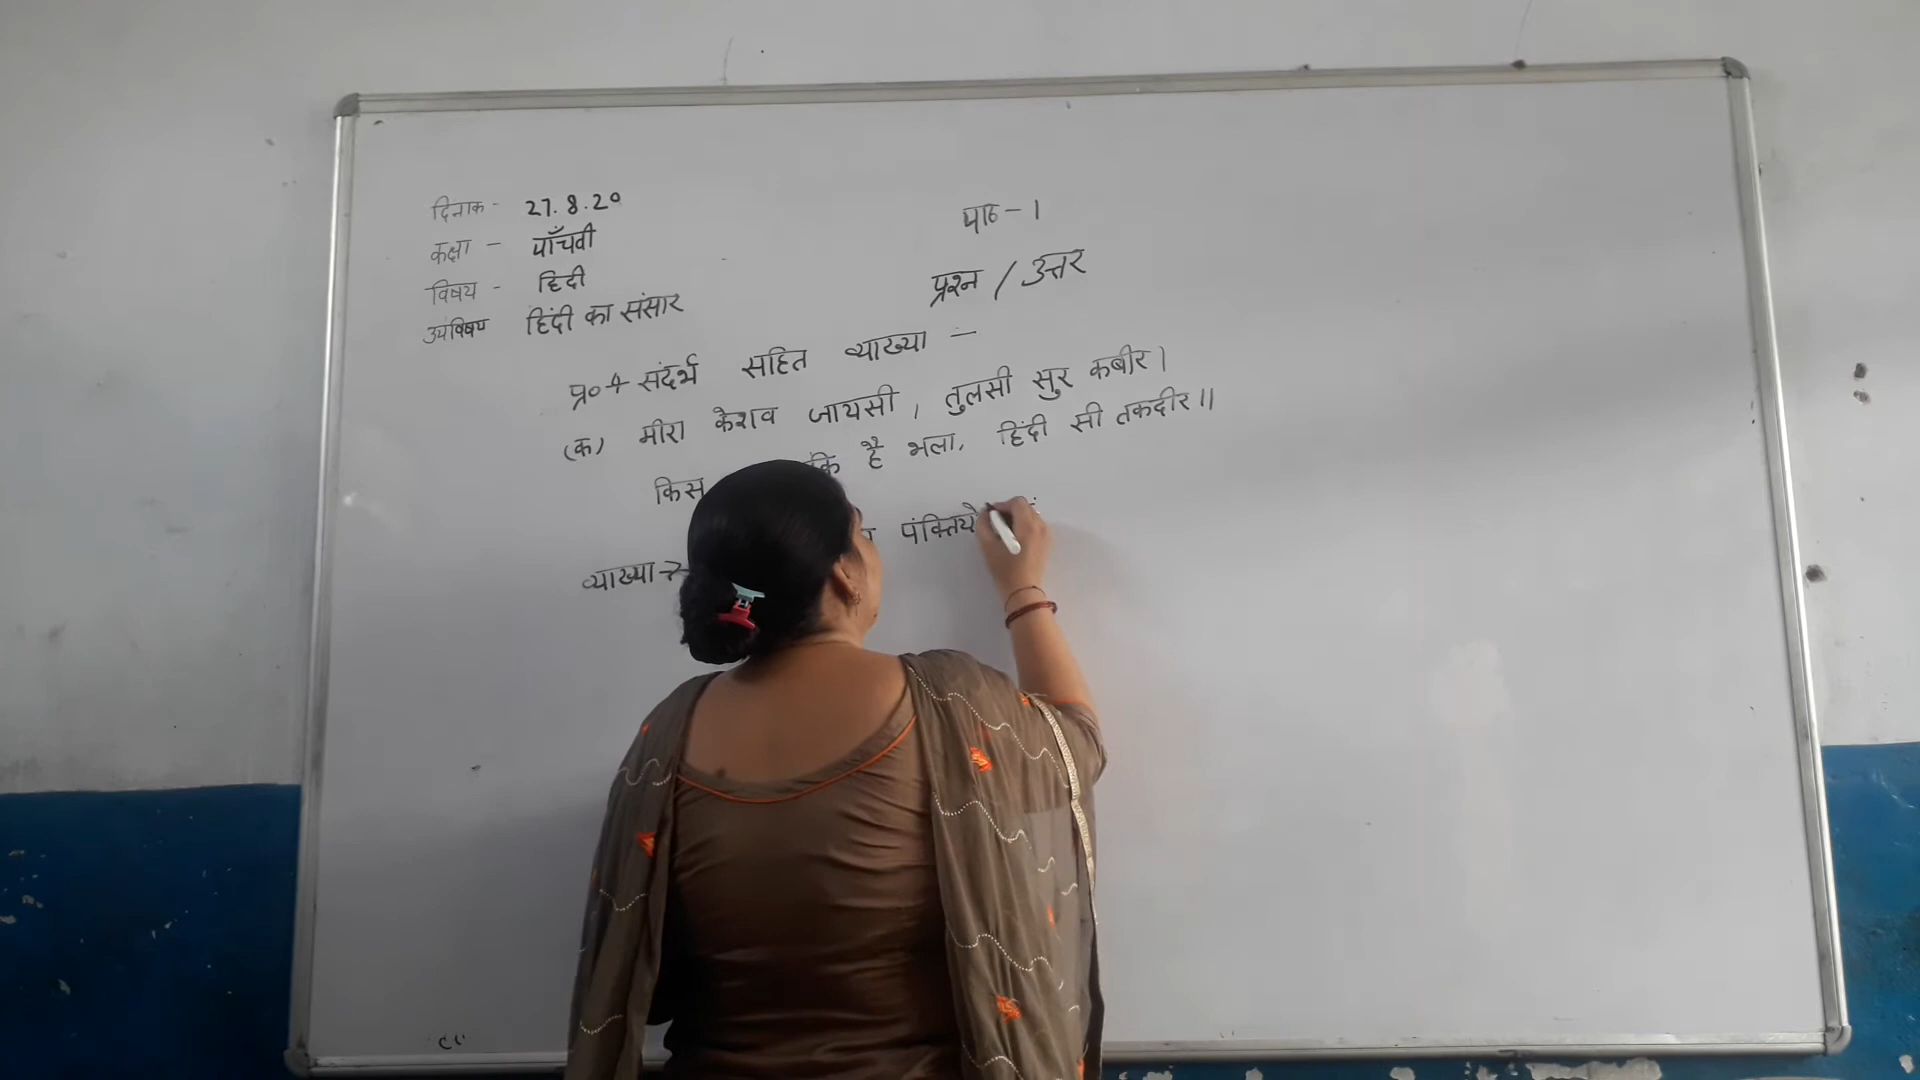 दिनाक - 27.8.20
कक्षा - पाँचवी
विषय - हिंदी
उपविषय हिंदी का संसार
पाठ - 1
प्रश्न / उत्तर
प्र० 4 संदर्भ सहित व्याख्या -
(क) मीरा केशव जायसी, तुलसी सुर कबीर।
किस है भला, हिंदी सी तकदीर॥
व्याख्या →